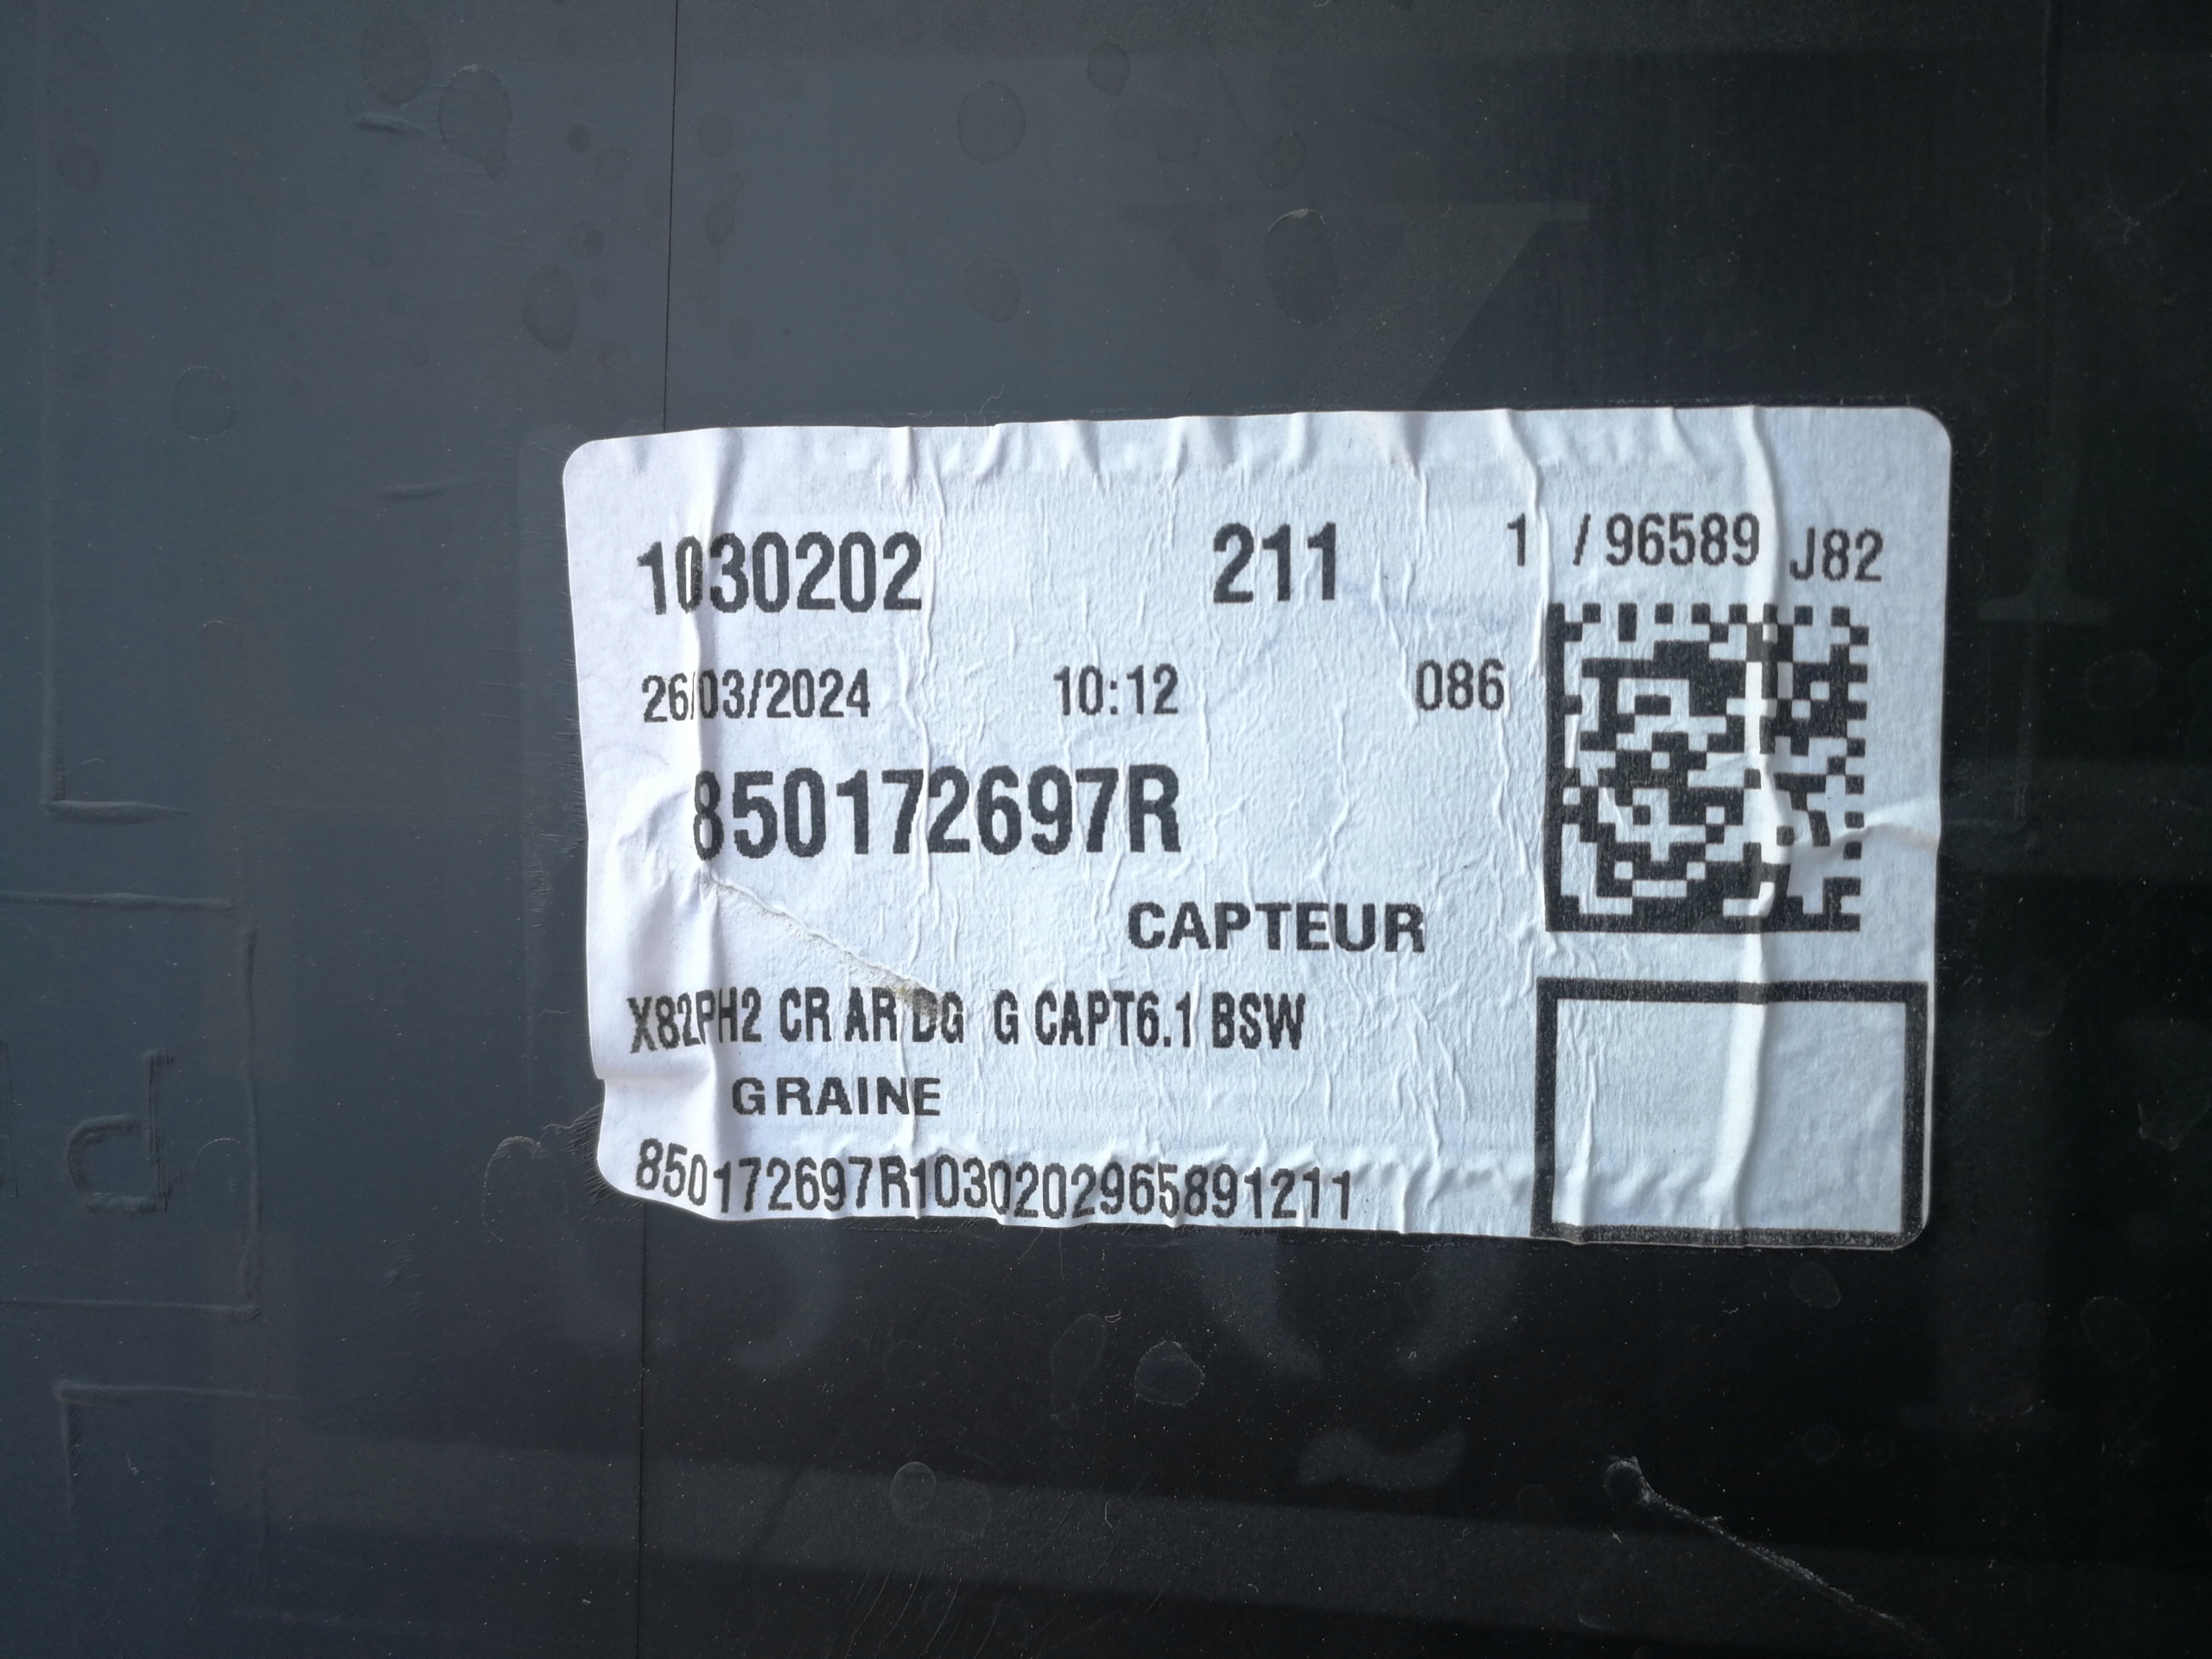 1030202 211 1 / 96589 J82
26/03/2024 10:12 086
850172697R
CAPTEUR
X82PH2 CR AR DG G CAPT6.1 BSW
GRAINE
850172697R1030202965891211